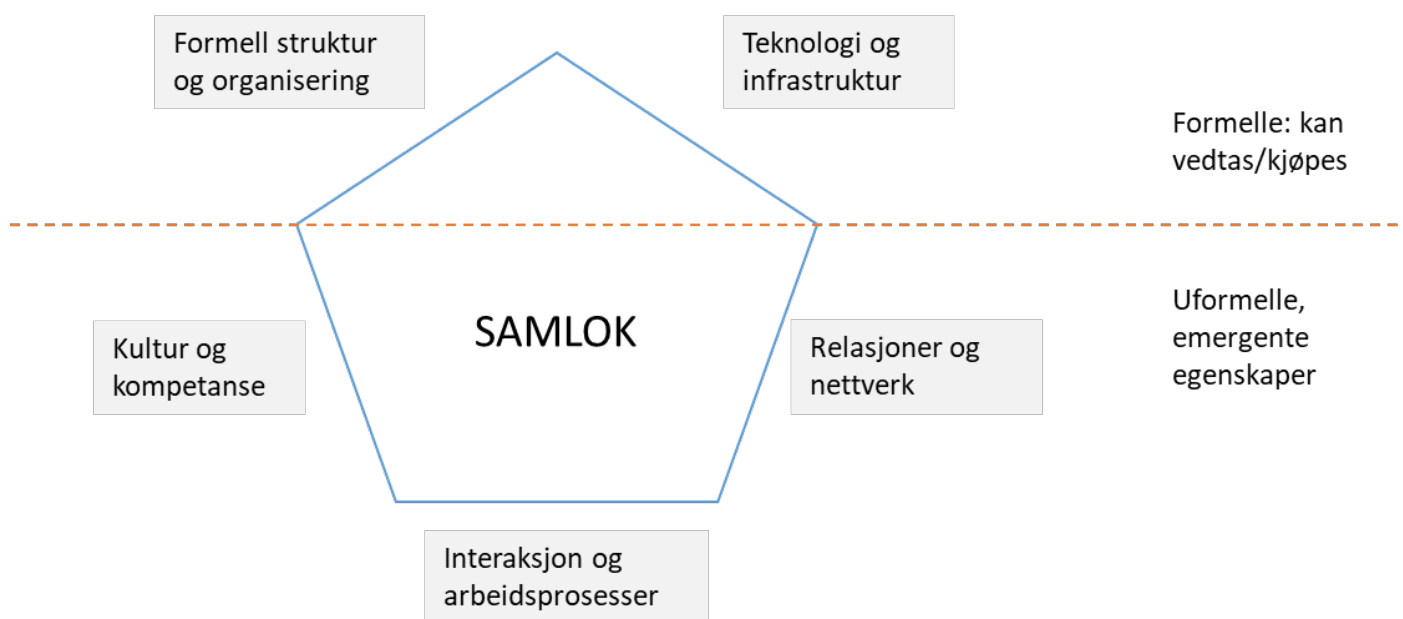 Formell struktur
og organisering
Teknologi og
infrastruktur
Formelle: kan
vedtas/kjøpes
Kultur og
kompetanse
SAMLOK
Relasjoner og
nettverk
Uformelle,
emergente
egenskaper
Interaksjon og
arbeidsprosesser